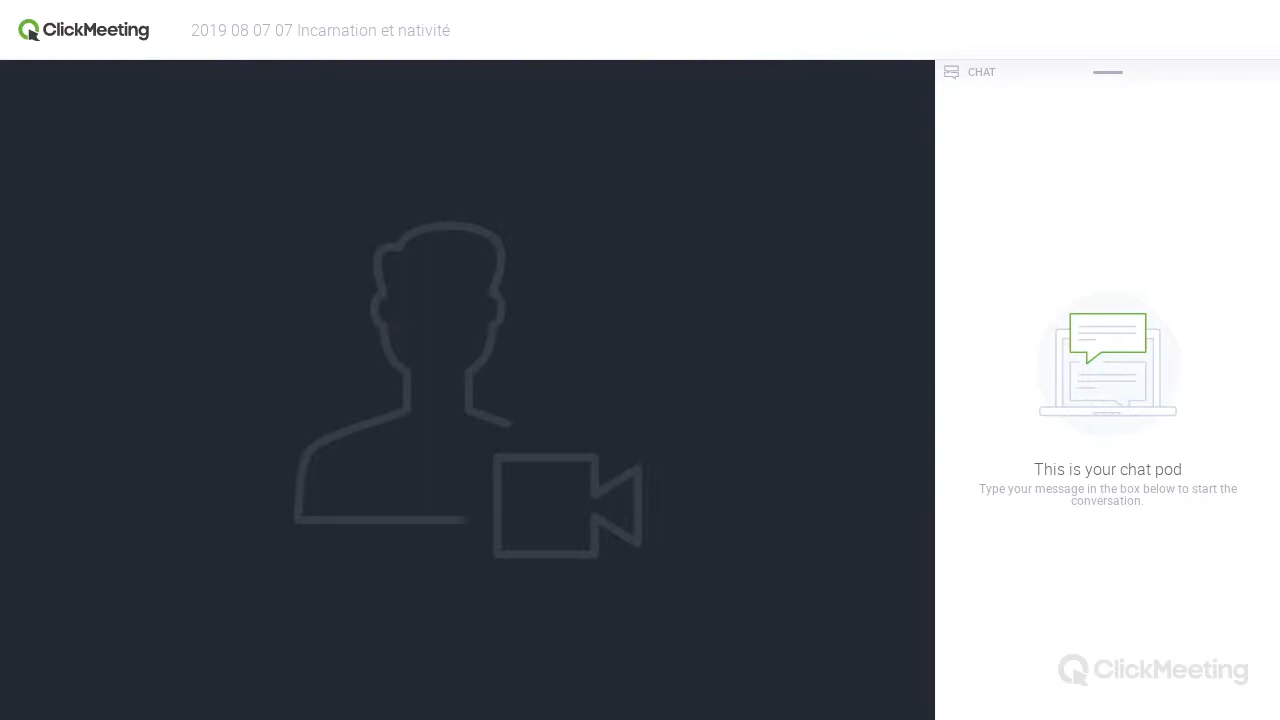 ClickMeeting
2019 08 07 07 Incarnation et nativité
CHAT
This is your chat pod
Type your message in the box below to start the
conversation.
ClickMeeting